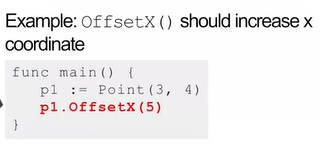 Example: OffsetX() should increase x
coordinate
func main() {
p1 := Point(3, 4)
p1.OffsetX(5)
}